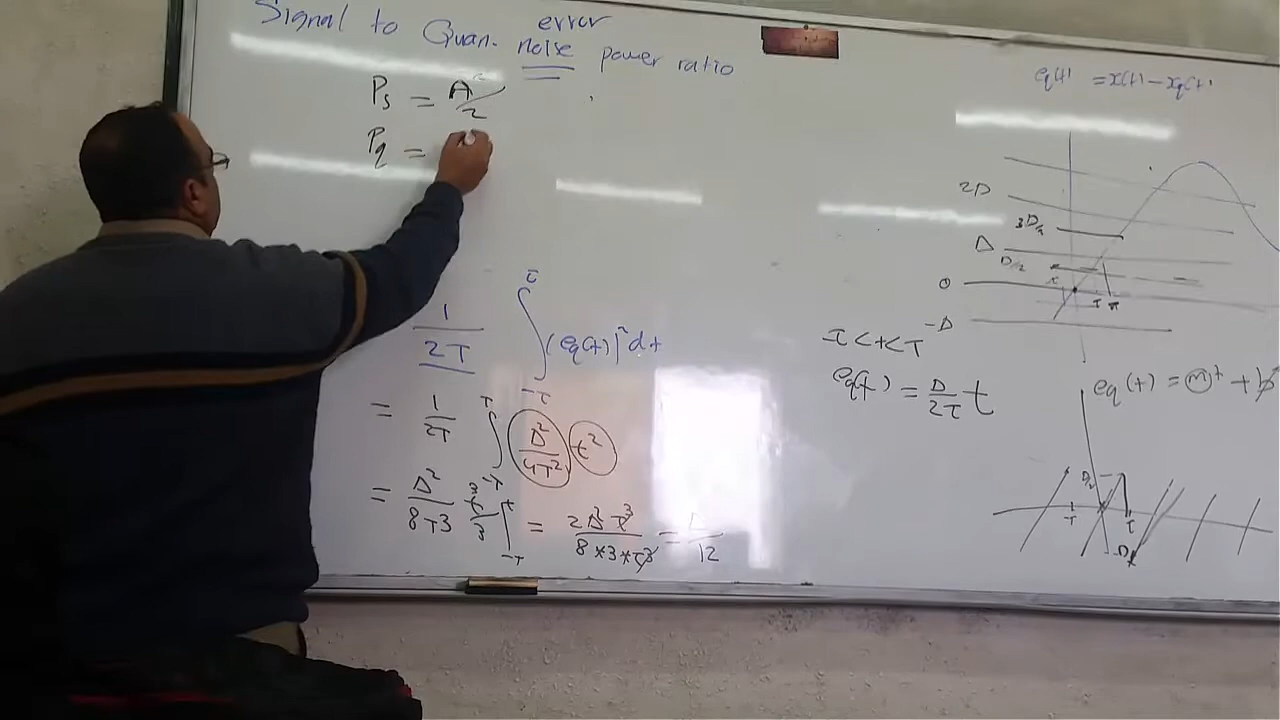 Signal to Quan. error
noise power ratio
Ps = A²/2
Pq =
1/2τ ∫_{-τ}^{τ} (eq(t))² dt
= 1/2τ ∫_{-τ}^{τ} (Δ²/4τ²) t²
= Δ²/8τ³ t³/3 |_{-τ}^{τ} = 2Δ²τ³/8*3*τ³ = Δ/12
eq(t) = x(t) - xq(t)
2Δ
3Δ/2
Δ
Δ/2
0
-Δ
-τ<t<τ
eq(t) = Δ/2τ t
eq(t) = mt + b
Δ/2
-τ
τ